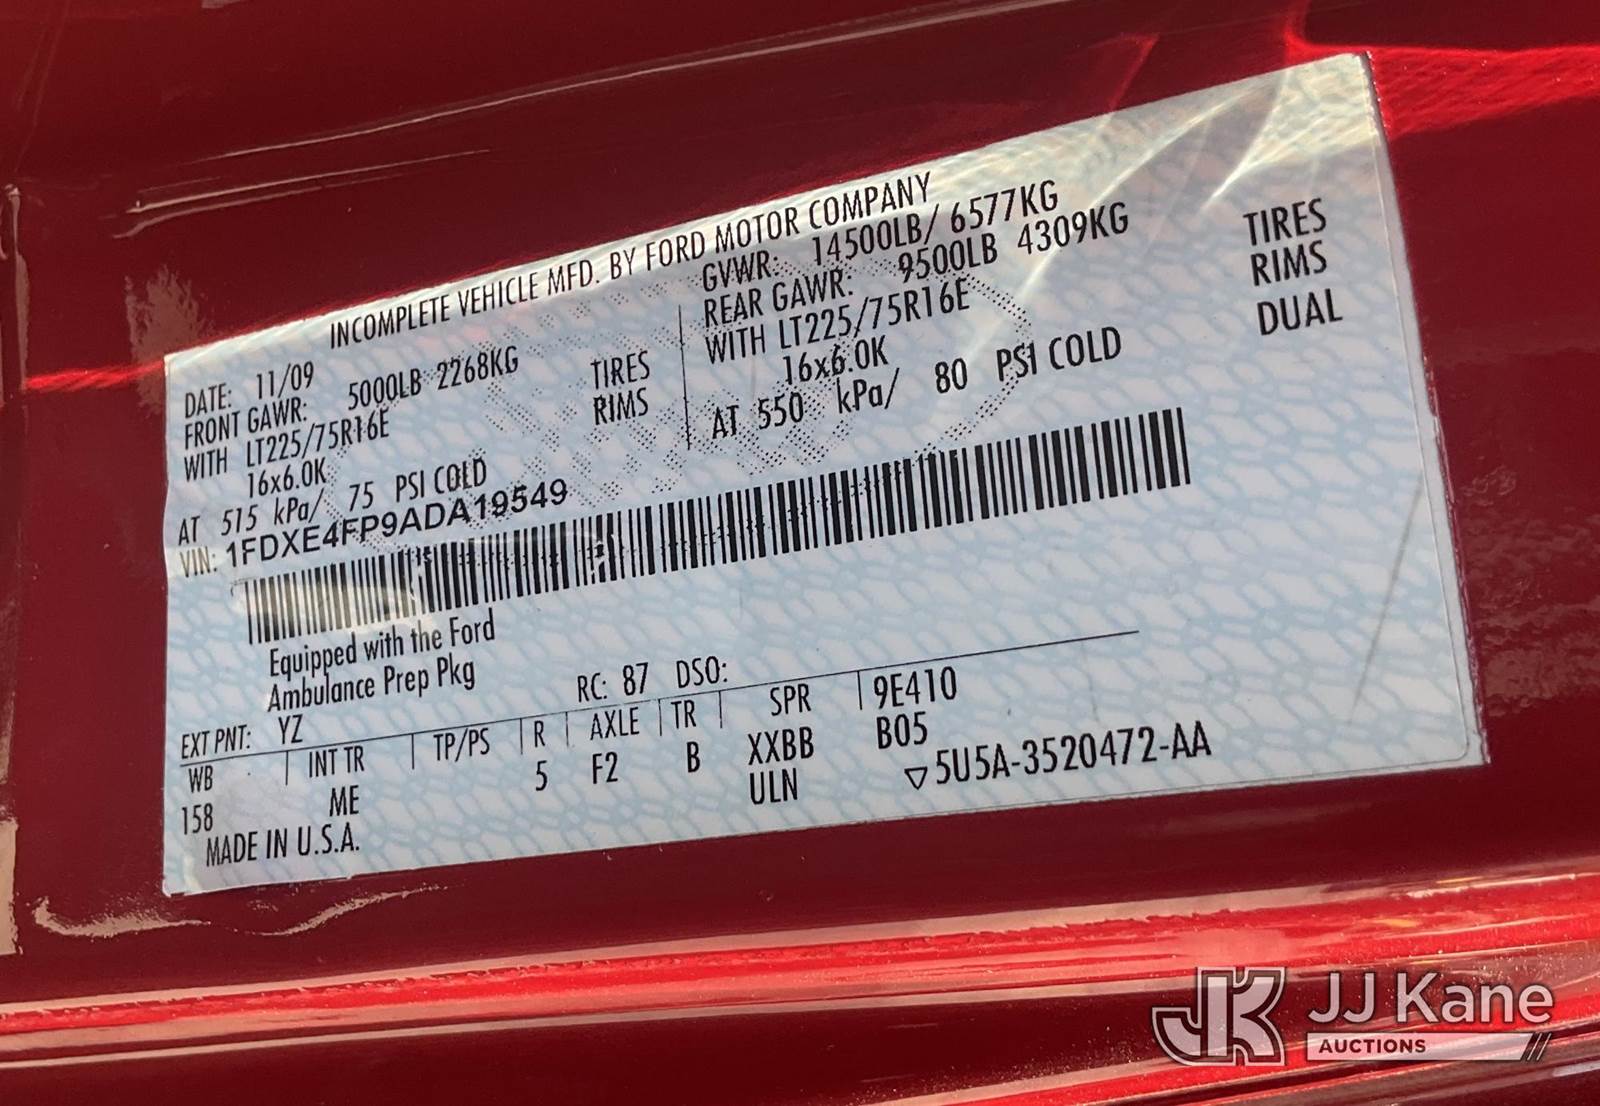 INCOMPLETE VEHICLE MFD. BY FORD MOTOR COMPANY
DATE: 11/09
GVWR: 14500LB/ 6577KG
FRONT GAWR: 5000LB 2268KG
REAR GAWR: 9500LB 4309KG
WITH LT225/75R16E TIRES
WITH LT225/75R16E TIRES
16x6.0K RIMS
16x6.0K RIMS
AT 515 kPa/ 75 PSI COLD
AT 550 kPa/ 80 PSI COLD DUAL
VIN: 1FDXE4FP9ADA19549
Equipped with the Ford
Ambulance Prep Pkg
EXT PNT: YZ RC: 87 DSO:
WB INT TR TP/PS R AXLE TR SPR 9E410
158 ME 5 F2 B XXBB B05
ULN
MADE IN U.S.A.
▽5U5A-3520472-AA
JK JJ Kane
AUCTIONS